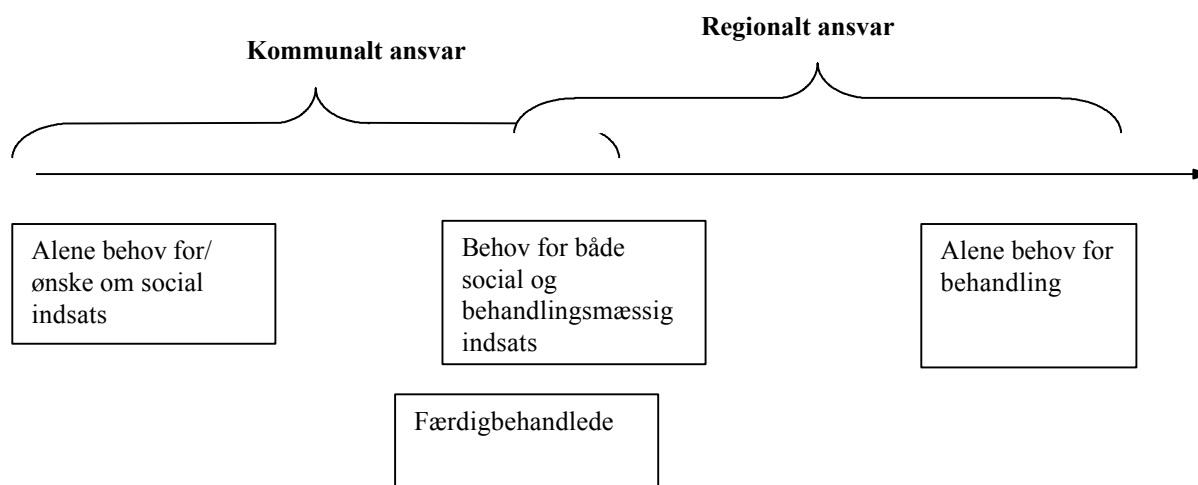 Regionalt ansvar
Kommunalt ansvar
Alene behov for/
ønske om social
indsats
Behov for både
social og
behandlingsmæssig
indsats
Alene behov for
behandling
Færdigbehandlede